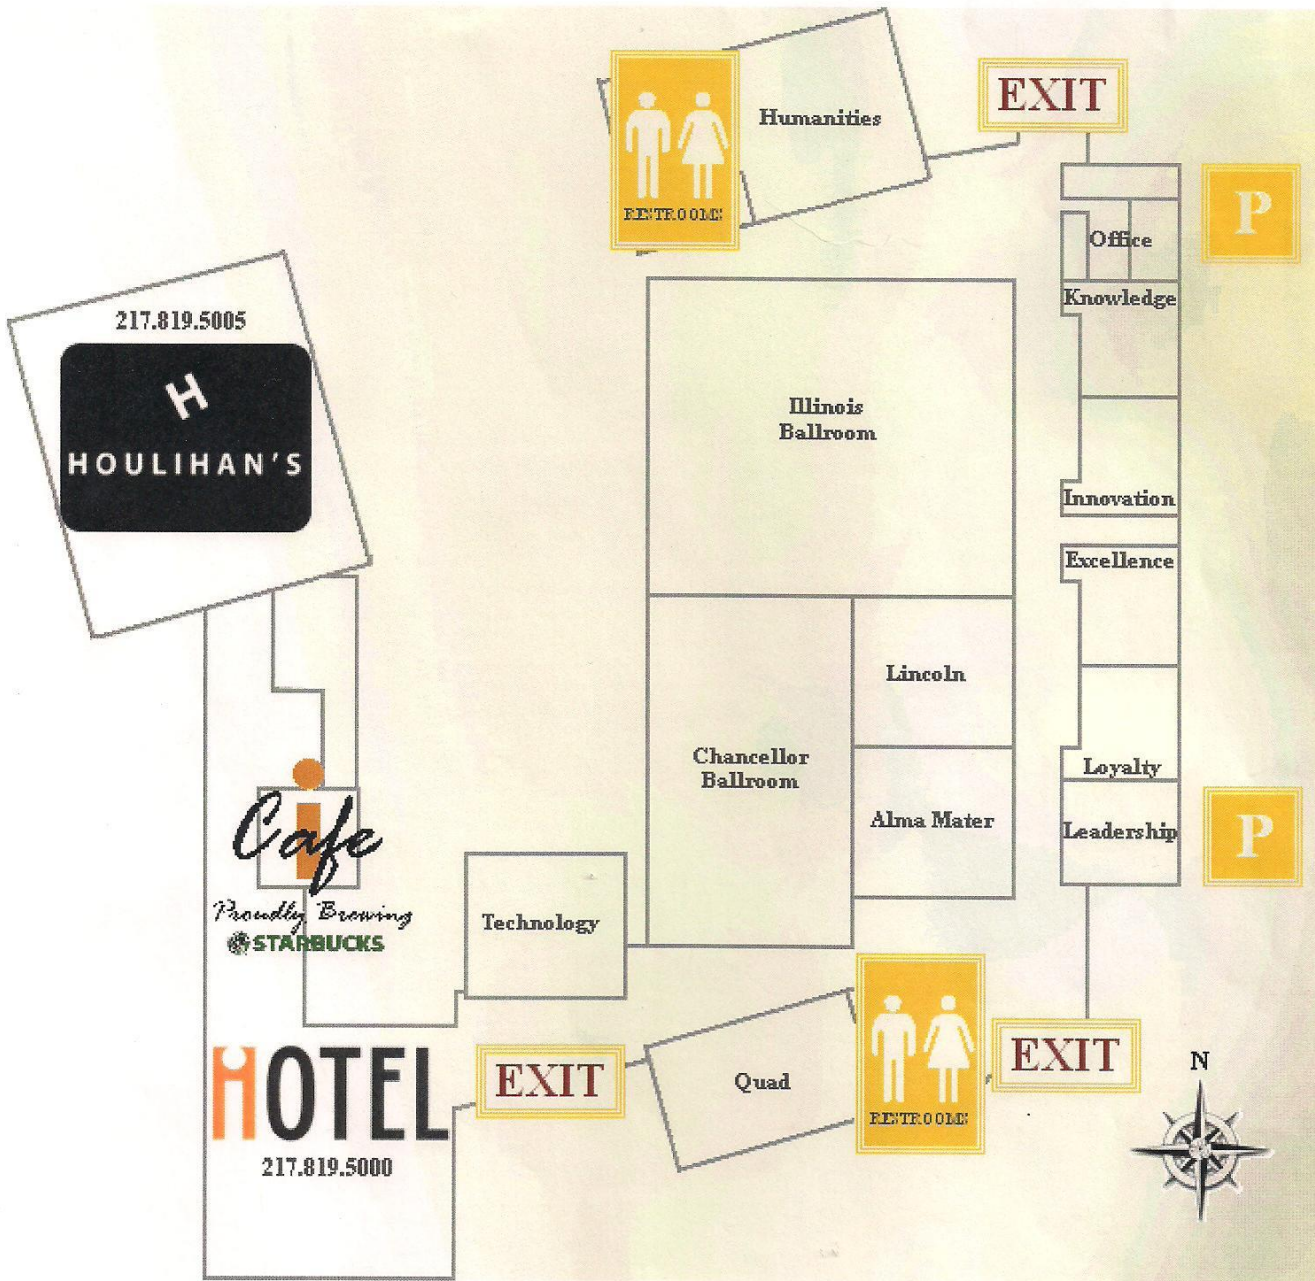 EXIT
Humanities
RESTROOMS
P
Office
Knowledge
217.819.5005
H
HOULIHAN'S
Illinois
Ballroom
Innovation
Excellence
Lincoln
Chancellor
Ballroom
Loyalty
Alma Mater
Leadership
P
i
Cafe
Proudly Brewing
STARBUCKS
Technology
HOTEL
217.819.5000
EXIT
Quad
RESTROOMS
EXIT
N